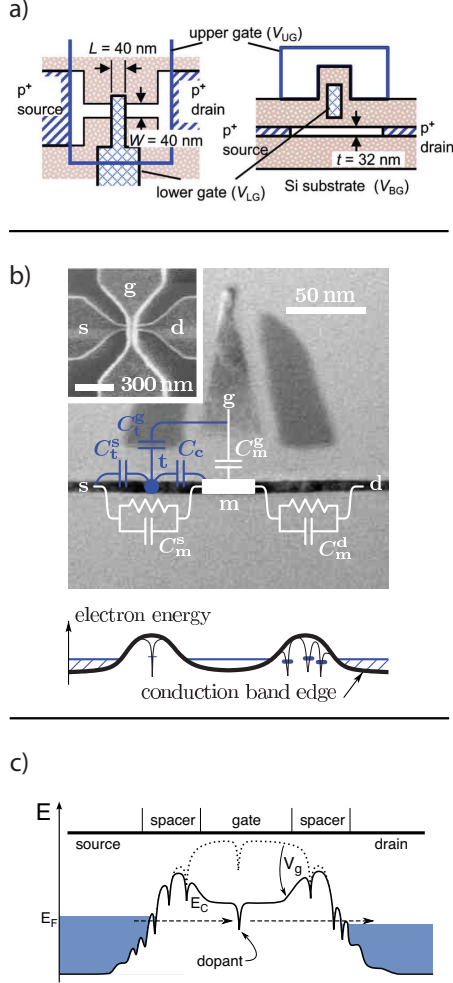 a)
L = 40 nm
upper gate (V_UG)
p⁺
source
p⁺
drain
W = 40 nm
lower gate (V_LG)
p⁺
source
p⁺
drain
t = 32 nm
Si substrate (V_BG)
b)
g
s
d
300 nm
50 nm
g
C_t^g
C_t^s
C_c
C_m^g
t
s
d
m
C_m^s
C_m^d
electron energy
conduction band edge
c)
E
spacer
gate
spacer
source
drain
V_g
E_C
E_F
dopant